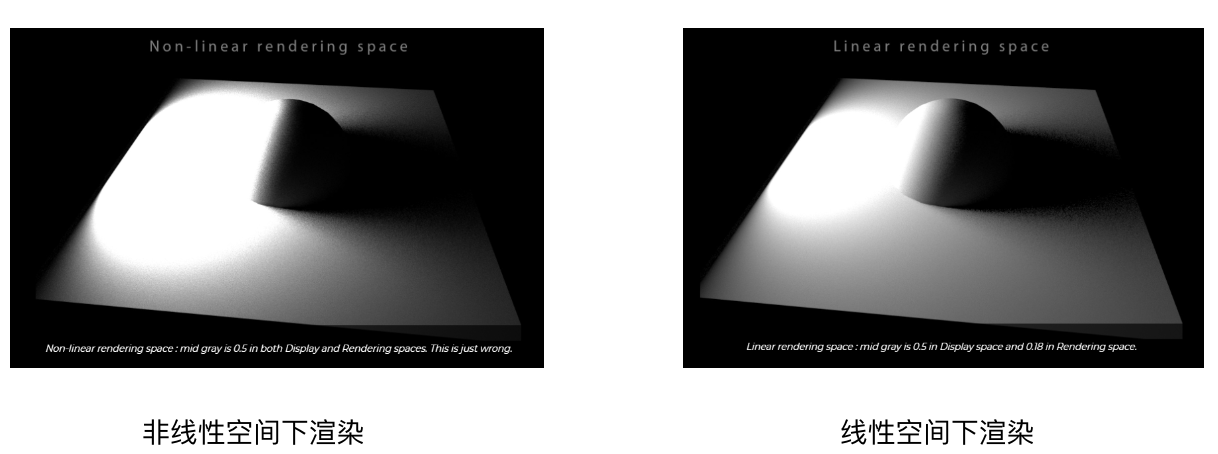 Non-linear rendering space
Linear rendering space
Non-linear rendering space : mid gray is 0.5 in both Display and Rendering spaces. This is just wrong.
Linear rendering space : mid gray is 0.5 in Display space and 0.18 in Rendering space.
非线性空间下渲染
线性空间下渲染